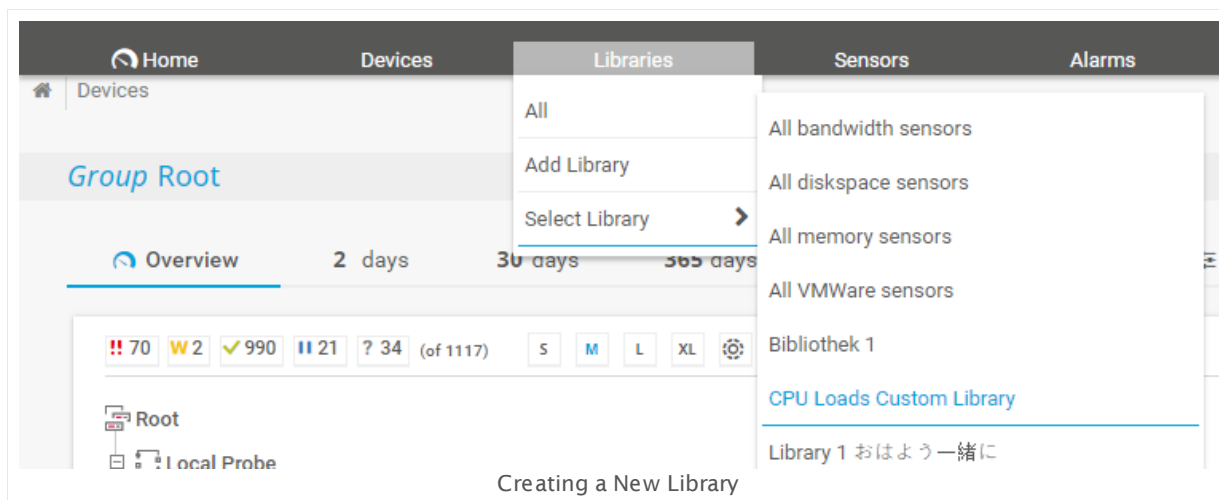 Home Devices Libraries Sensors Alarms
Devices
All
Add Library
Select Library
All bandwidth sensors
All diskspace sensors
All memory sensors
All VMWare sensors
Bibliothek 1
CPU Loads Custom Library
Library 1 おはよう一緒に
Group Root
Overview 2 days 30 days 365 days
!! 70 W 2 990 21 ? 34 (of 1117) S M L XL
Root
Local Probe
Creating a New Library